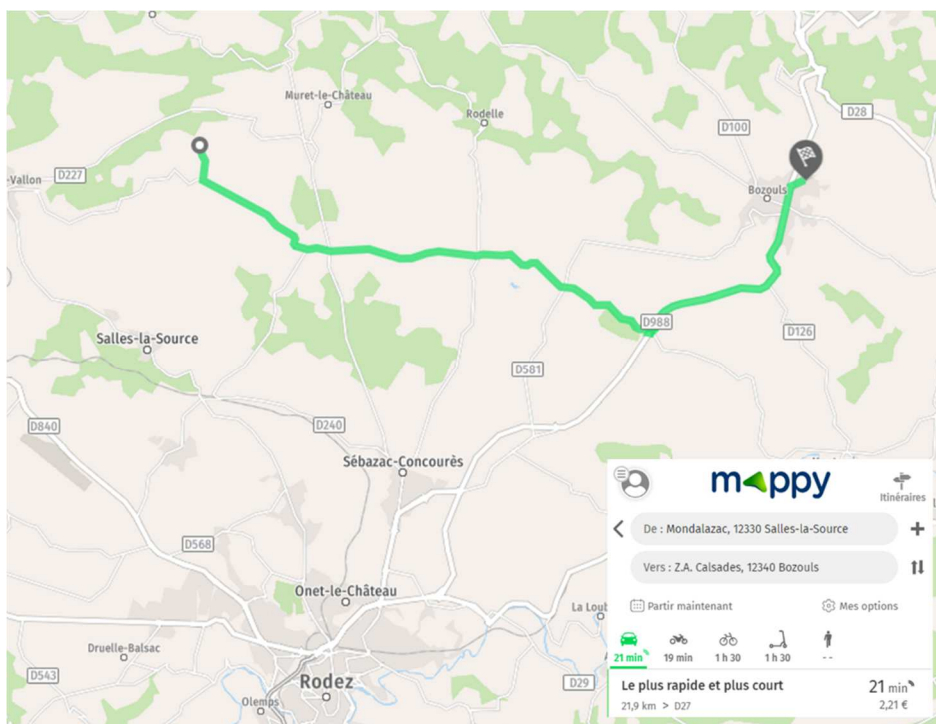 Muret-le-Château
Rodelle
D100
D28
-Vallon
D227
Bozouls
Salles-la-Source
D988
D126
D581
D840
D240
Sébazac-Concourès
D568
Onet-le-Château
La Loub
Druelle-Balsac
D543
Rodez
Olemps
D29
mappy
Itinéraires
De : Mondalazac, 12330 Salles-la-Source
Vers : Z.A. Calsades, 12340 Bozouls
Partir maintenant
Mes options
21 min 19 min 1 h 30 1 h 30 --
Le plus rapide et plus court 21 min
21,9 km > D27 2,21 €